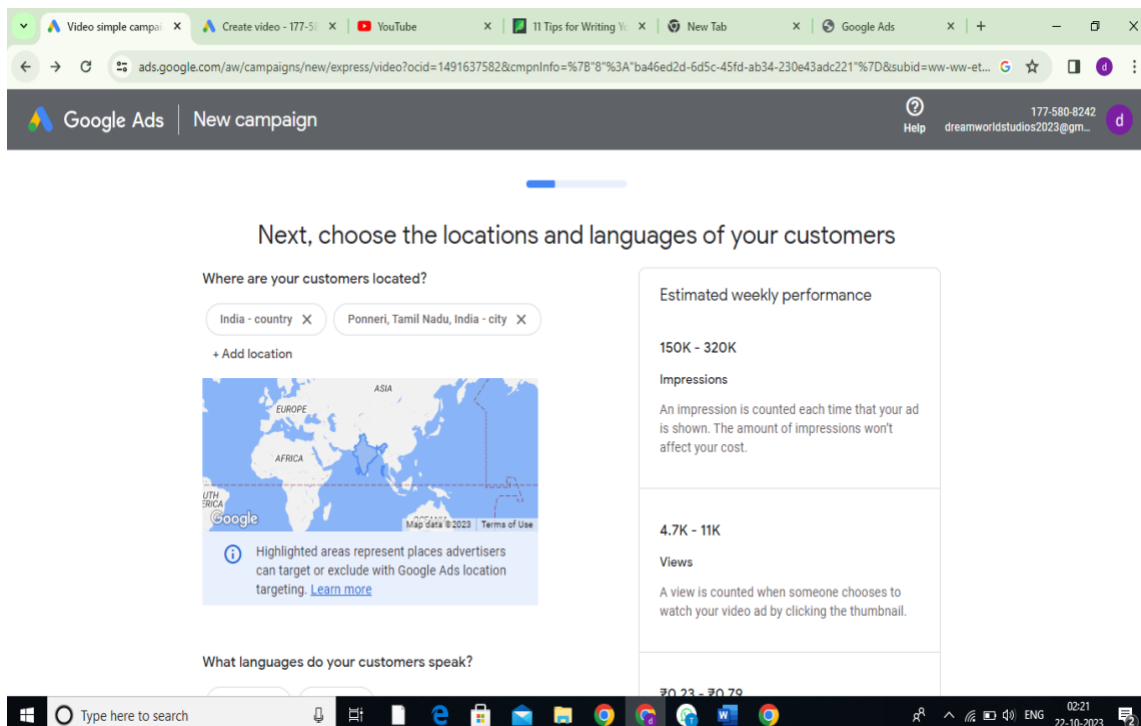 Video simple campai
Create video - 177-58
YouTube
11 Tips for Writing Yo
New Tab
Google Ads
ads.google.com/aw/campaigns/new/express/video?ocid=1491637582&cmpnInfo=%7B"8"%3A"ba46ed2d-6d5c-45fd-ab34-230e43adc221"%7D&subid=ww-ww-et...
d
Google Ads | New campaign
Help
177-580-8242
dreamworldstudios2023@gm...
d
Next, choose the locations and languages of your customers
Where are your customers located?
India - country
Ponneri, Tamil Nadu, India - city
+ Add location
ASIA
EUROPE
AFRICA
UTH
ERICA
Google
Map data ©2023 Terms of Use
Highlighted areas represent places advertisers
can target or exclude with Google Ads location
targeting. Learn more
What languages do your customers speak?
Estimated weekly performance
150K - 320K
Impressions
An impression is counted each time that your ad
is shown. The amount of impressions won't
affect your cost.
4.7K - 11K
Views
A view is counted when someone chooses to
watch your video ad by clicking the thumbnail.
₹0.23 - ₹0.79
Type here to search
ENG
02:21
22-10-2023